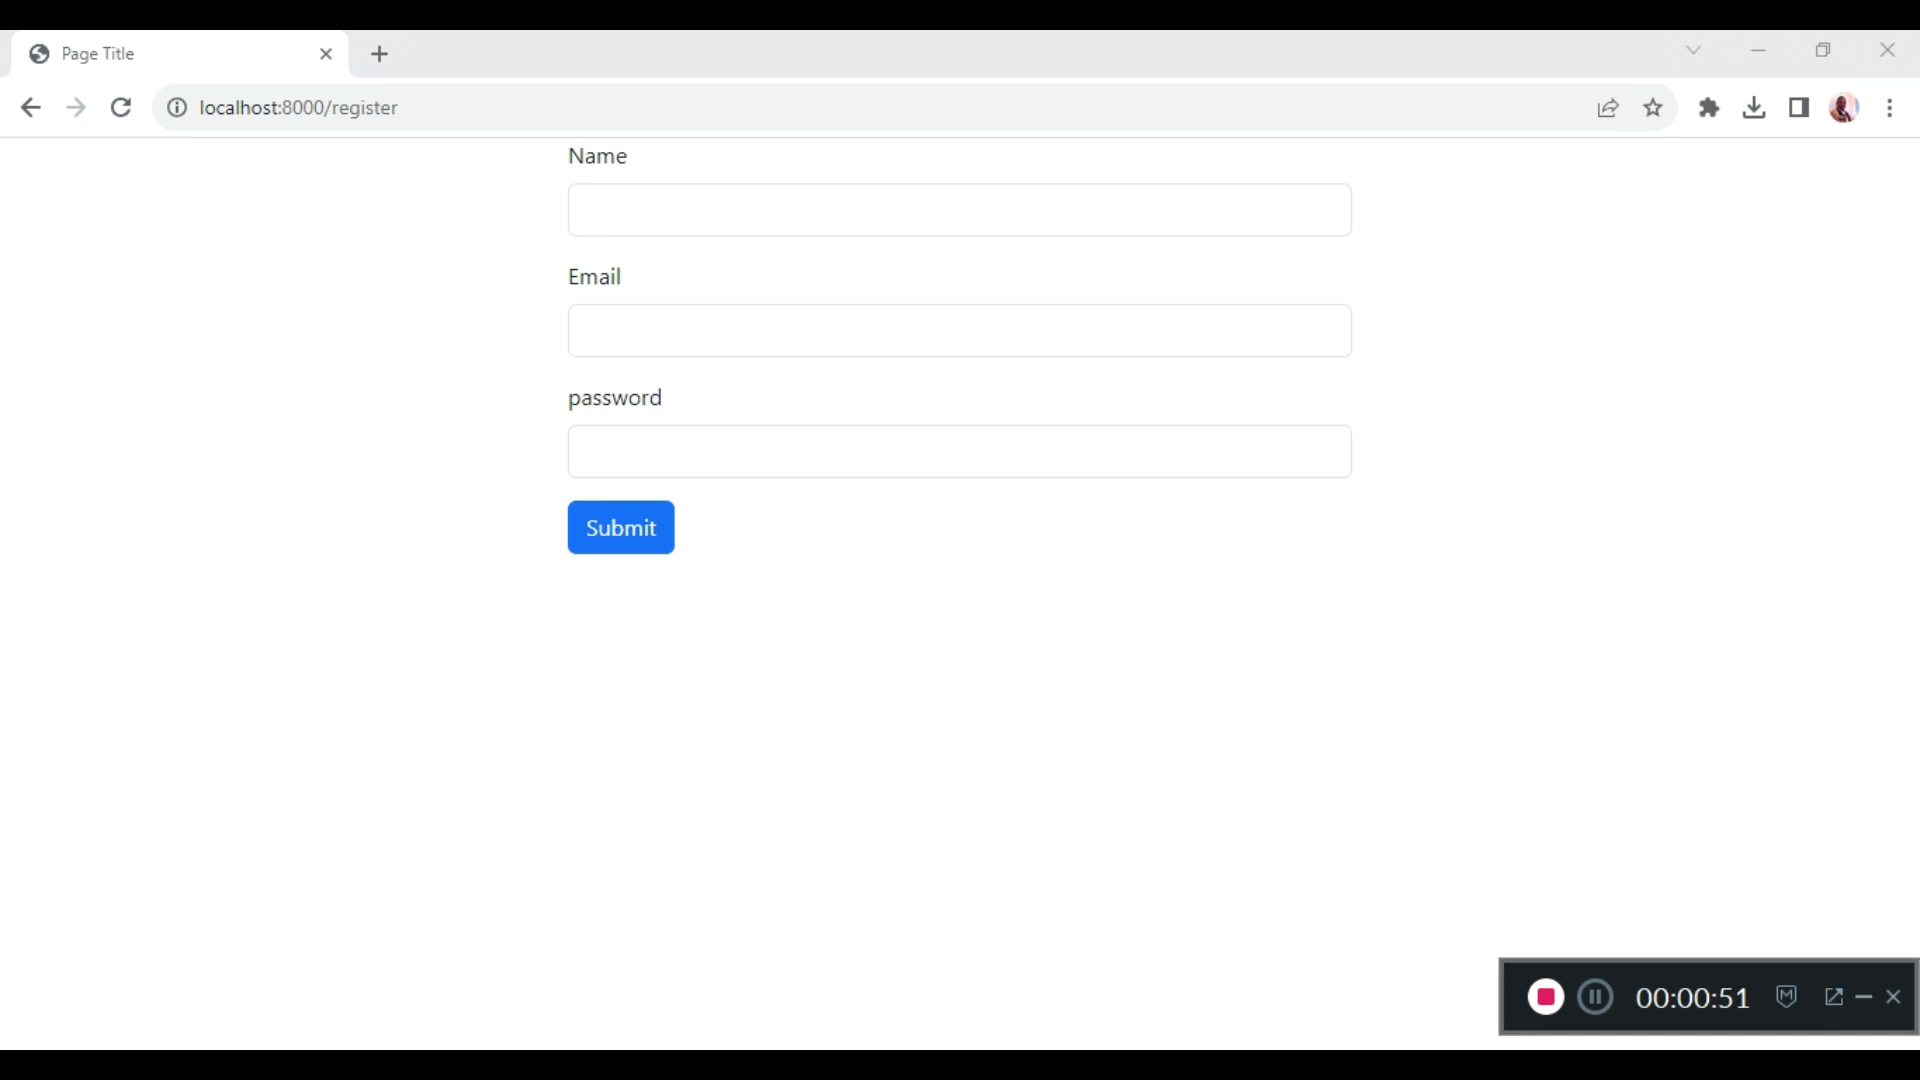 Page Title
localhost:8000/register
Name
Email
password
Submit
00:00:51